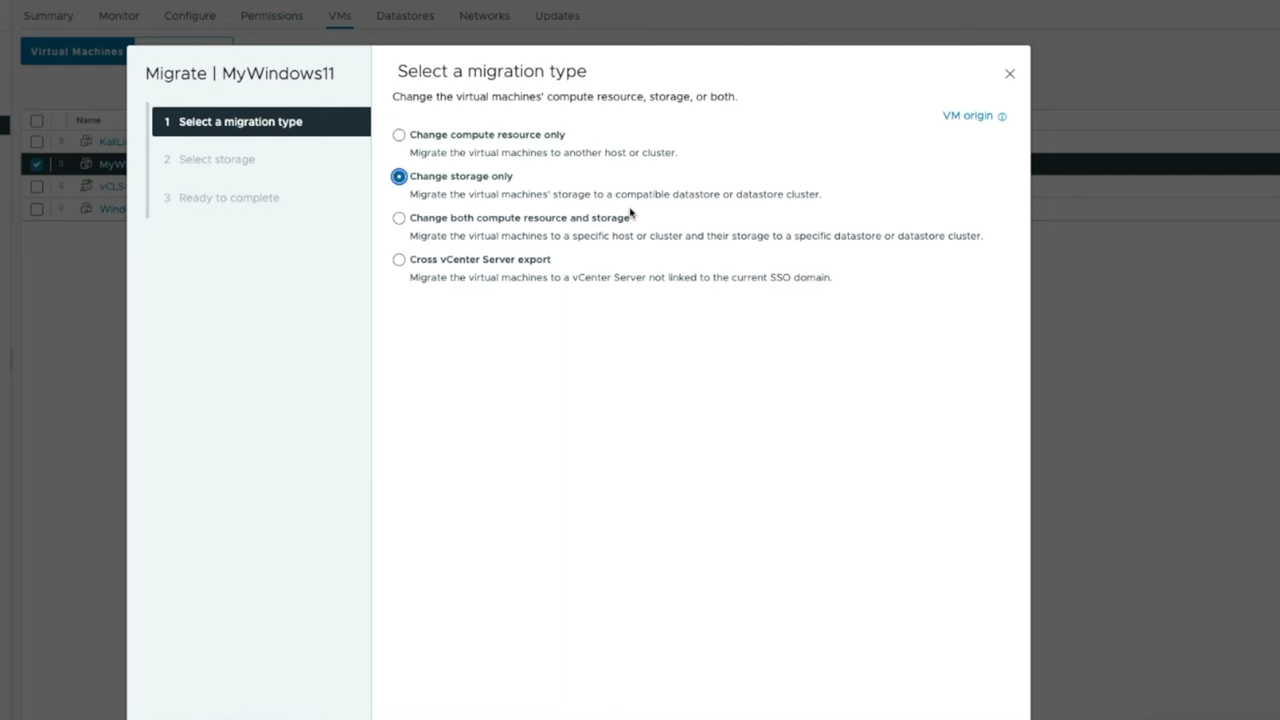 Summary Monitor Configure Permissions VMs Datastores Networks Updates
Virtual Machines
Name
KaliLin
MyW
vCLS
Wind
Migrate | MyWindows11
1 Select a migration type
2 Select storage
3 Ready to complete
Select a migration type
Change the virtual machines' compute resource, storage, or both.
VM origin
Change compute resource only
Migrate the virtual machines to another host or cluster.
Change storage only
Migrate the virtual machines' storage to a compatible datastore or datastore cluster.
Change both compute resource and storage
Migrate the virtual machines to a specific host or cluster and their storage to a specific datastore or datastore cluster.
Cross vCenter Server export
Migrate the virtual machines to a vCenter Server not linked to the current SSO domain.